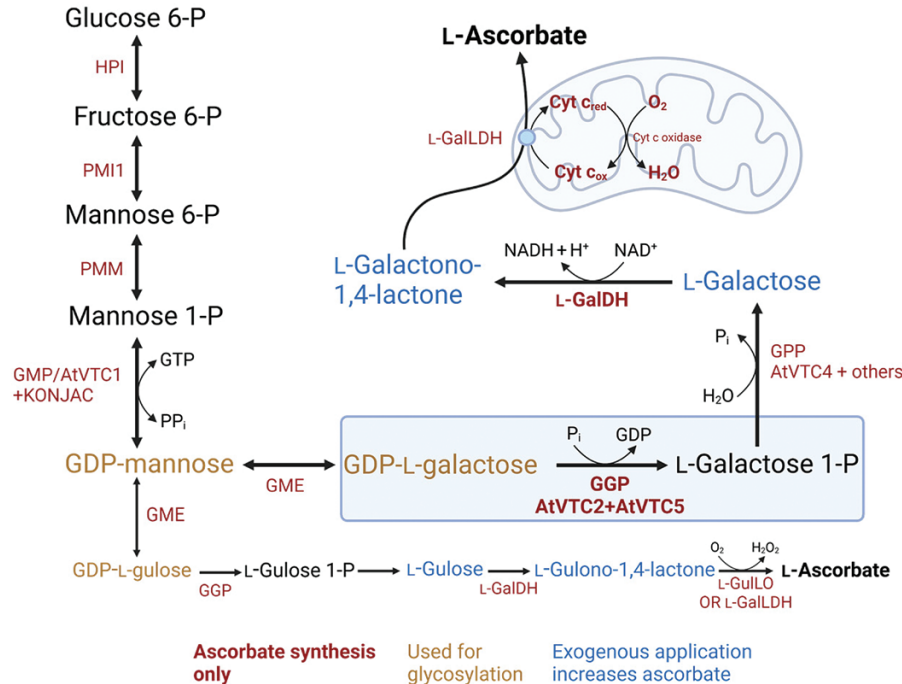 Glucose 6-P
HPI
Fructose 6-P
PMI1
Mannose 6-P
PMM
Mannose 1-P
GMP/AtVTC1
+KONJAC
GTP
PPi
GDP-mannose
GME
GDP-L-galactose
Pi
GDP
GGP
AtVTC2+AtVTC5
L-Galactose 1-P
Pi
H₂O
GPP
AtVTC4 + others
L-Galactose
NADH + H⁺
NAD⁺
L-GalDH
L-Galactono-
1,4-lactone
L-GalLDH
Cyt c red
O₂
Cyt c oxidase
Cyt c ox
H₂O
L-Ascorbate
GME
GDP-L-gulose
GGP
L-Gulose 1-P
L-Gulose
L-GalDH
L-Gulono-1,4-lactone
O₂
H₂O₂
L-GulLO
OR L-GalLDH
L-Ascorbate
Ascorbate synthesis
only
Used for
glycosylation
Exogenous application
increases ascorbate